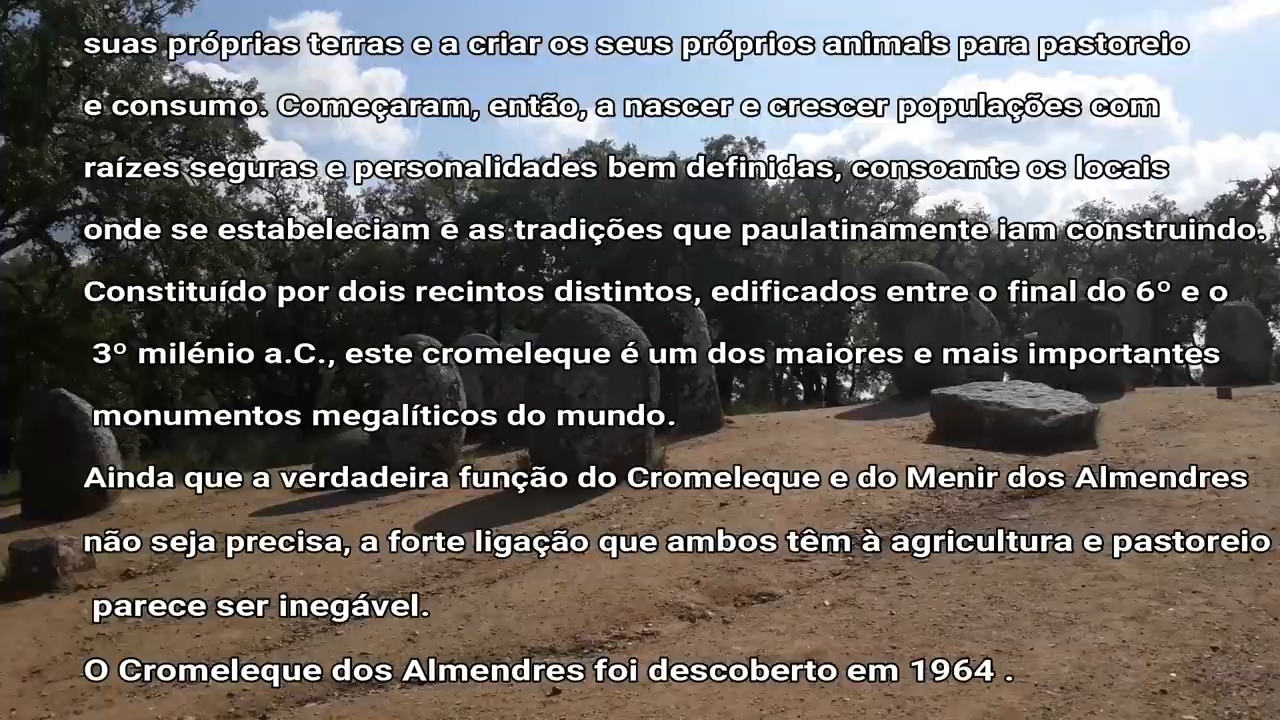 suas próprias terras e a criar os seus próprios animais para pastoreio
e consumo. Começaram, então, a nascer e crescer populações com
raízes seguras e personalidades bem definidas, consoante os locais
onde se estabeleciam e as tradições que paulatinamente iam construindo.
Constituído por dois recintos distintos, edificados entre o final do 6º e o
3º milénio a.C., este cromeleque é um dos maiores e mais importantes
monumentos megalíticos do mundo.
Ainda que a verdadeira função do Cromeleque e do Menir dos Almendres
não seja precisa, a forte ligação que ambos têm à agricultura e pastoreio
parece ser inegável.
O Cromeleque dos Almendres foi descoberto em 1964 .